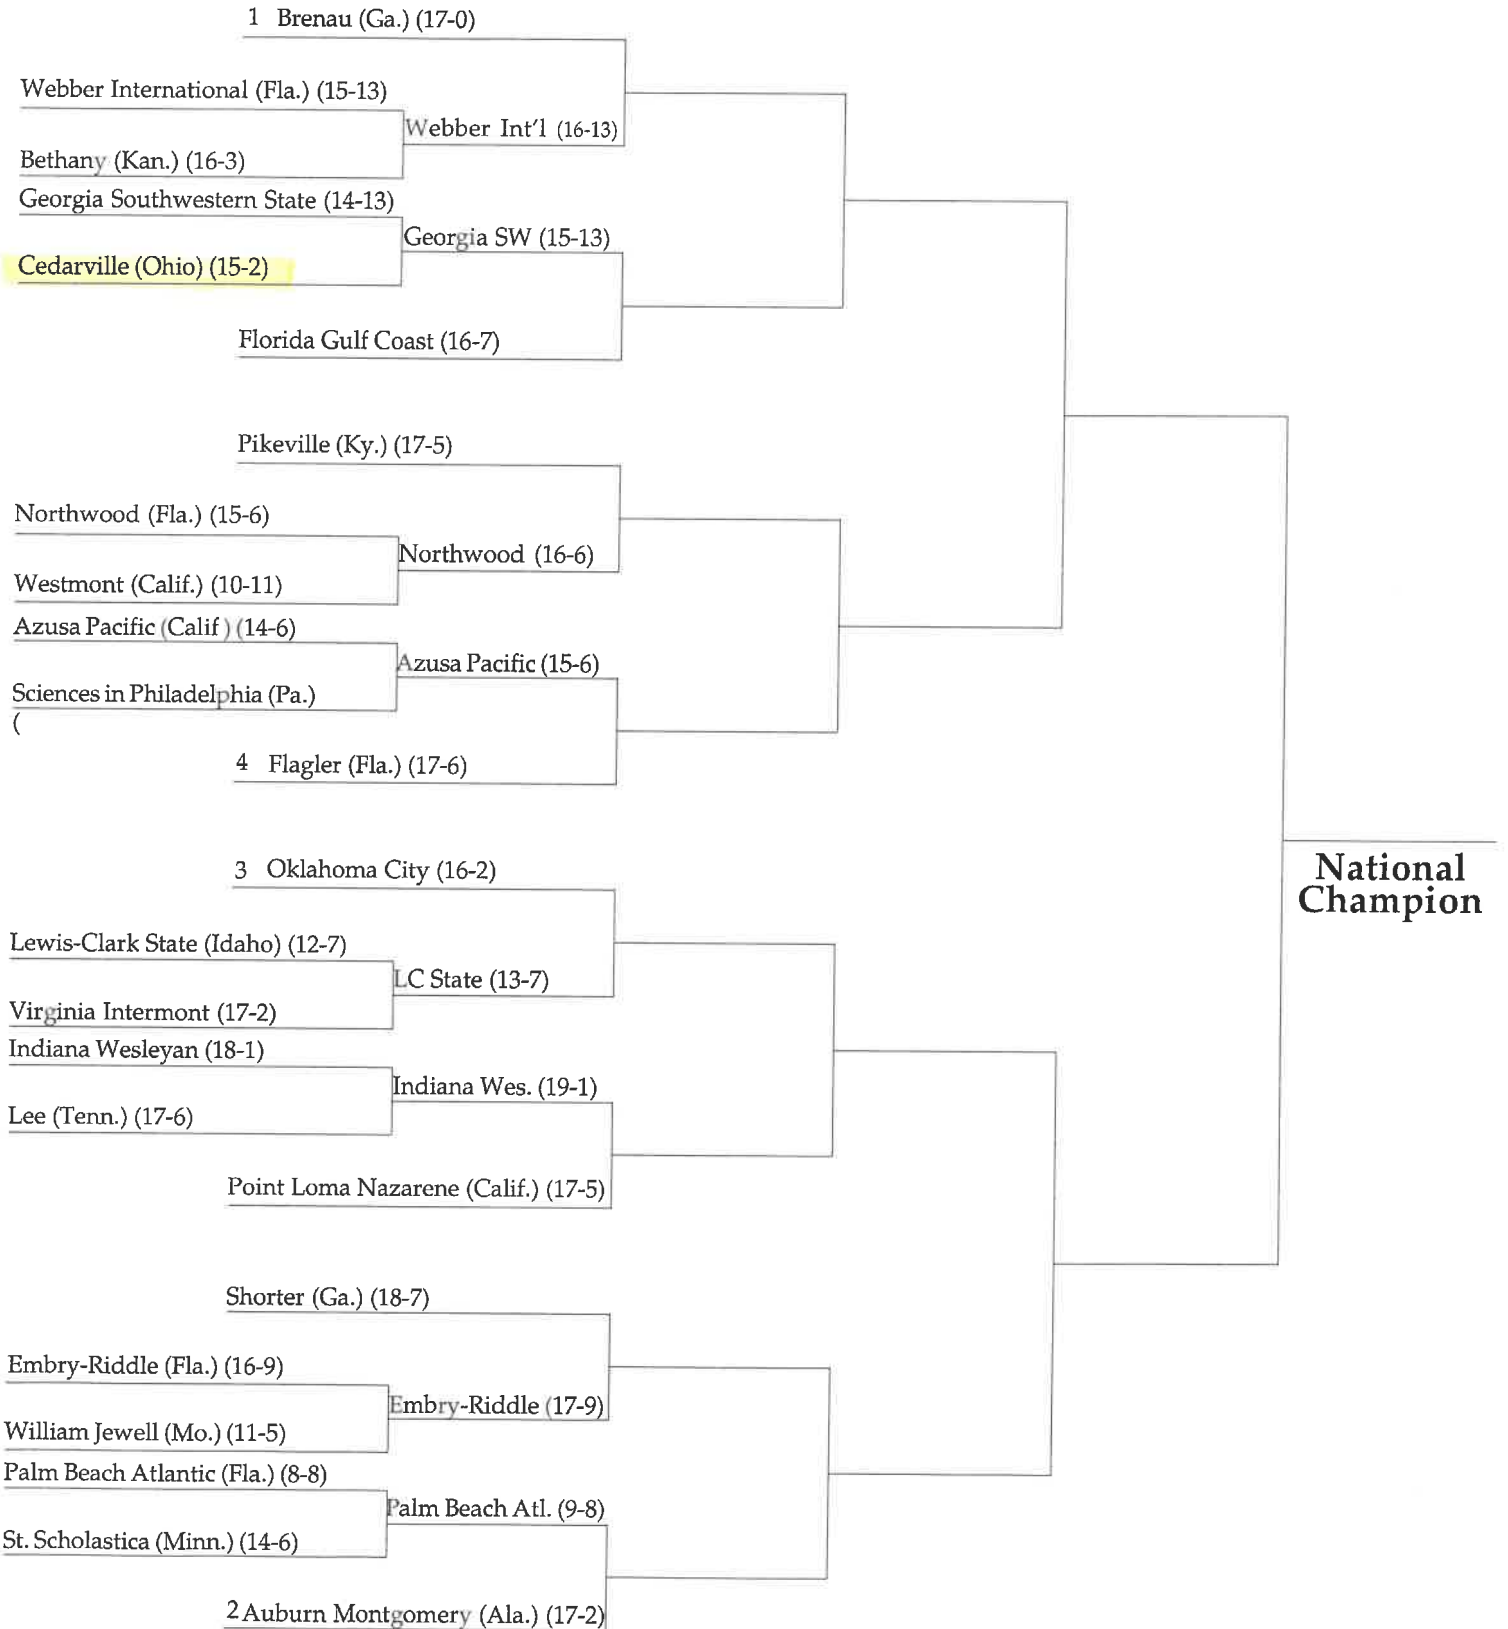 1 Brenau (Ga.) (17-0)
Webber International (Fla.) (15-13)
Webber Int'l (16-13)
Bethany (Kan.) (16-3)
Georgia Southwestern State (14-13)
Georgia SW (15-13)
Cedarville (Ohio) (15-2)
Florida Gulf Coast (16-7)
Pikeville (Ky.) (17-5)
Northwood (Fla.) (15-6)
Northwood (16-6)
Westmont (Calif.) (10-11)
Azusa Pacific (Calif ) (14-6)
Azusa Pacific (15-6)
Sciences in Philadelphia (Pa.)
(
4 Flagler (Fla.) (17-6)
3 Oklahoma City (16-2)
National
Champion
Lewis-Clark State (Idaho) (12-7)
LC State (13-7)
Virginia Intermont (17-2)
Indiana Wesleyan (18-1)
Indiana Wes. (19-1)
Lee (Tenn.) (17-6)
Point Loma Nazarene (Calif.) (17-5)
Shorter (Ga.) (18-7)
Embry-Riddle (Fla.) (16-9)
Embry-Riddle (17-9)
William Jewell (Mo.) (11-5)
Palm Beach Atlantic (Fla.) (8-8)
Palm Beach Atl. (9-8)
St. Scholastica (Minn.) (14-6)
2 Auburn Montgomery (Ala.) (17-2)